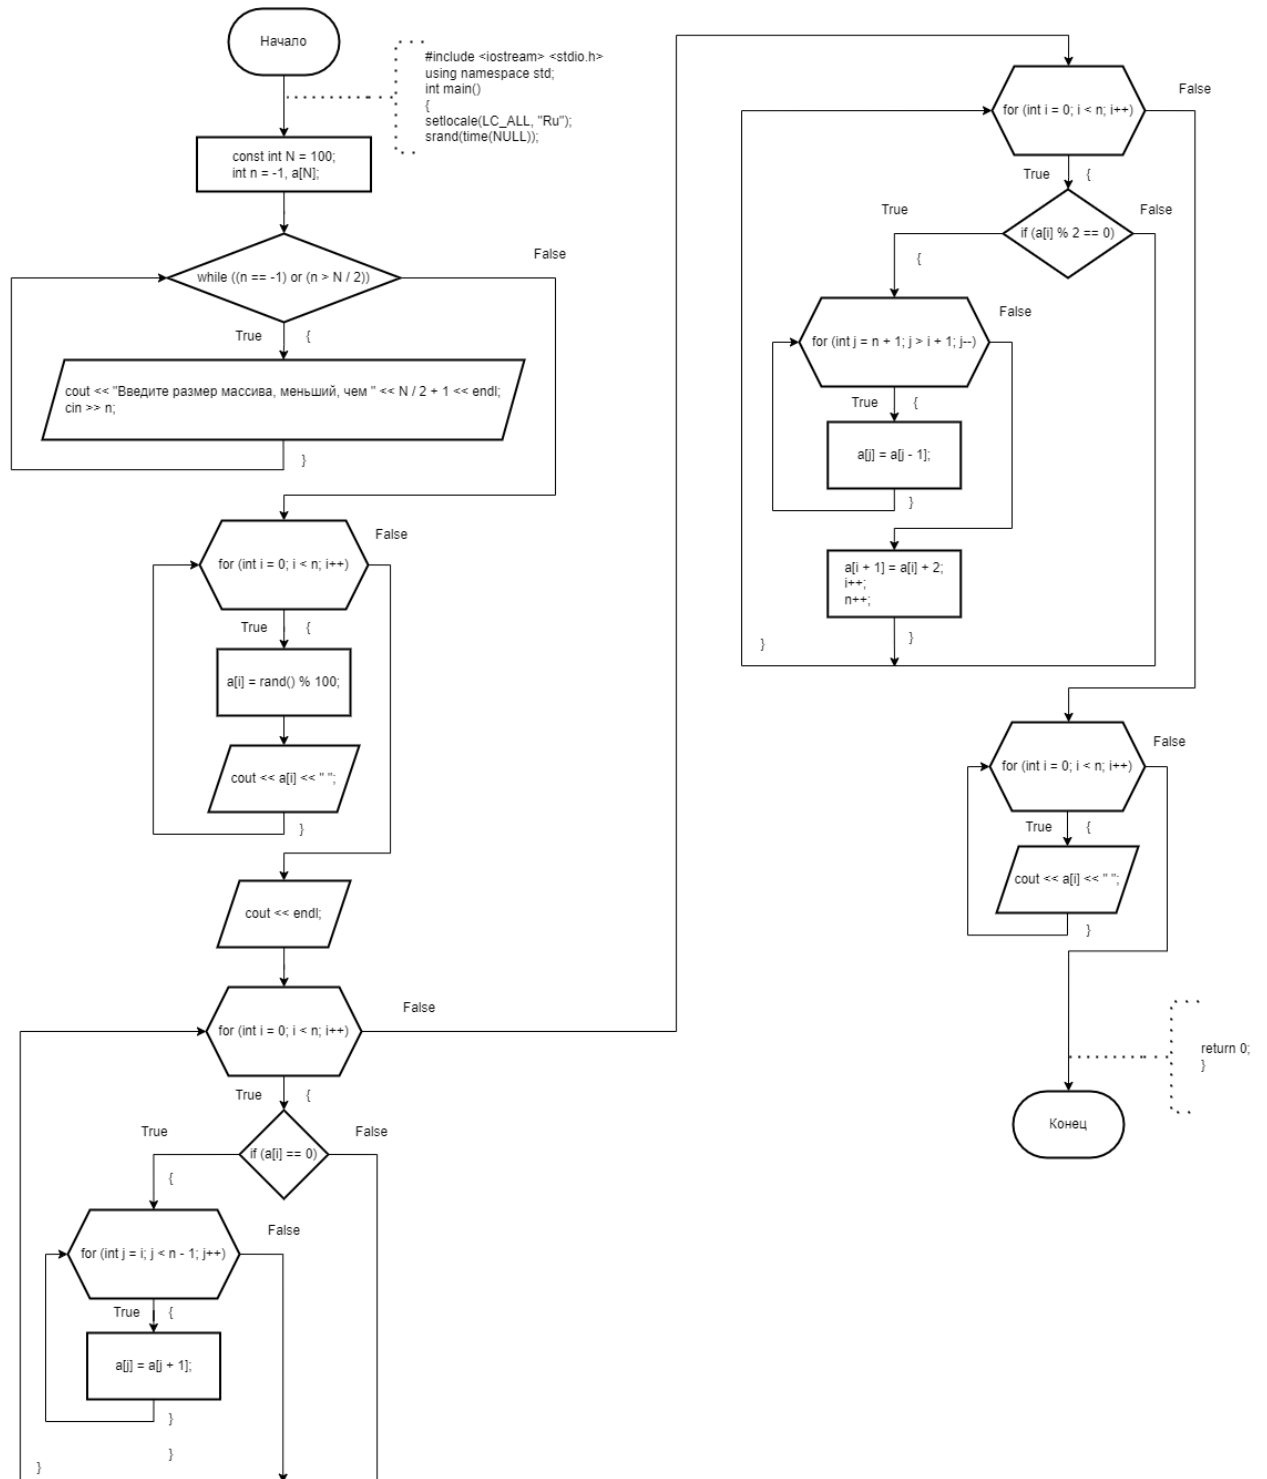 Начало
#include <iostream> <stdio.h>
using namespace std;
int main()
{
setlocale(LC_ALL, "Ru");
srand(time(NULL));
const int N = 100;
int n = -1, a[N];
while ((n == -1) or (n > N / 2))
False
True
{
cout << "Введите размер массива, меньший, чем " << N / 2 + 1 << endl;
cin >> n;
}
for (int i = 0; i < n; i++)
False
True
{
a[i] = rand() % 100;
cout << a[i] << " ";
}
cout << endl;
for (int i = 0; i < n; i++)
False
True
{
if (a[i] == 0)
True
False
{
for (int j = i; j < n - 1; j++)
False
True
{
a[j] = a[j + 1];
}
}
}
for (int i = 0; i < n; i++)
False
True
{
if (a[i] % 2 == 0)
True
False
{
for (int j = n + 1; j > i + 1; j--)
False
True
{
a[j] = a[j - 1];
}
a[i + 1] = a[i] + 2;
i++;
n++;
}
}
for (int i = 0; i < n; i++)
False
True
{
cout << a[i] << " ";
}
return 0;
}
Конец